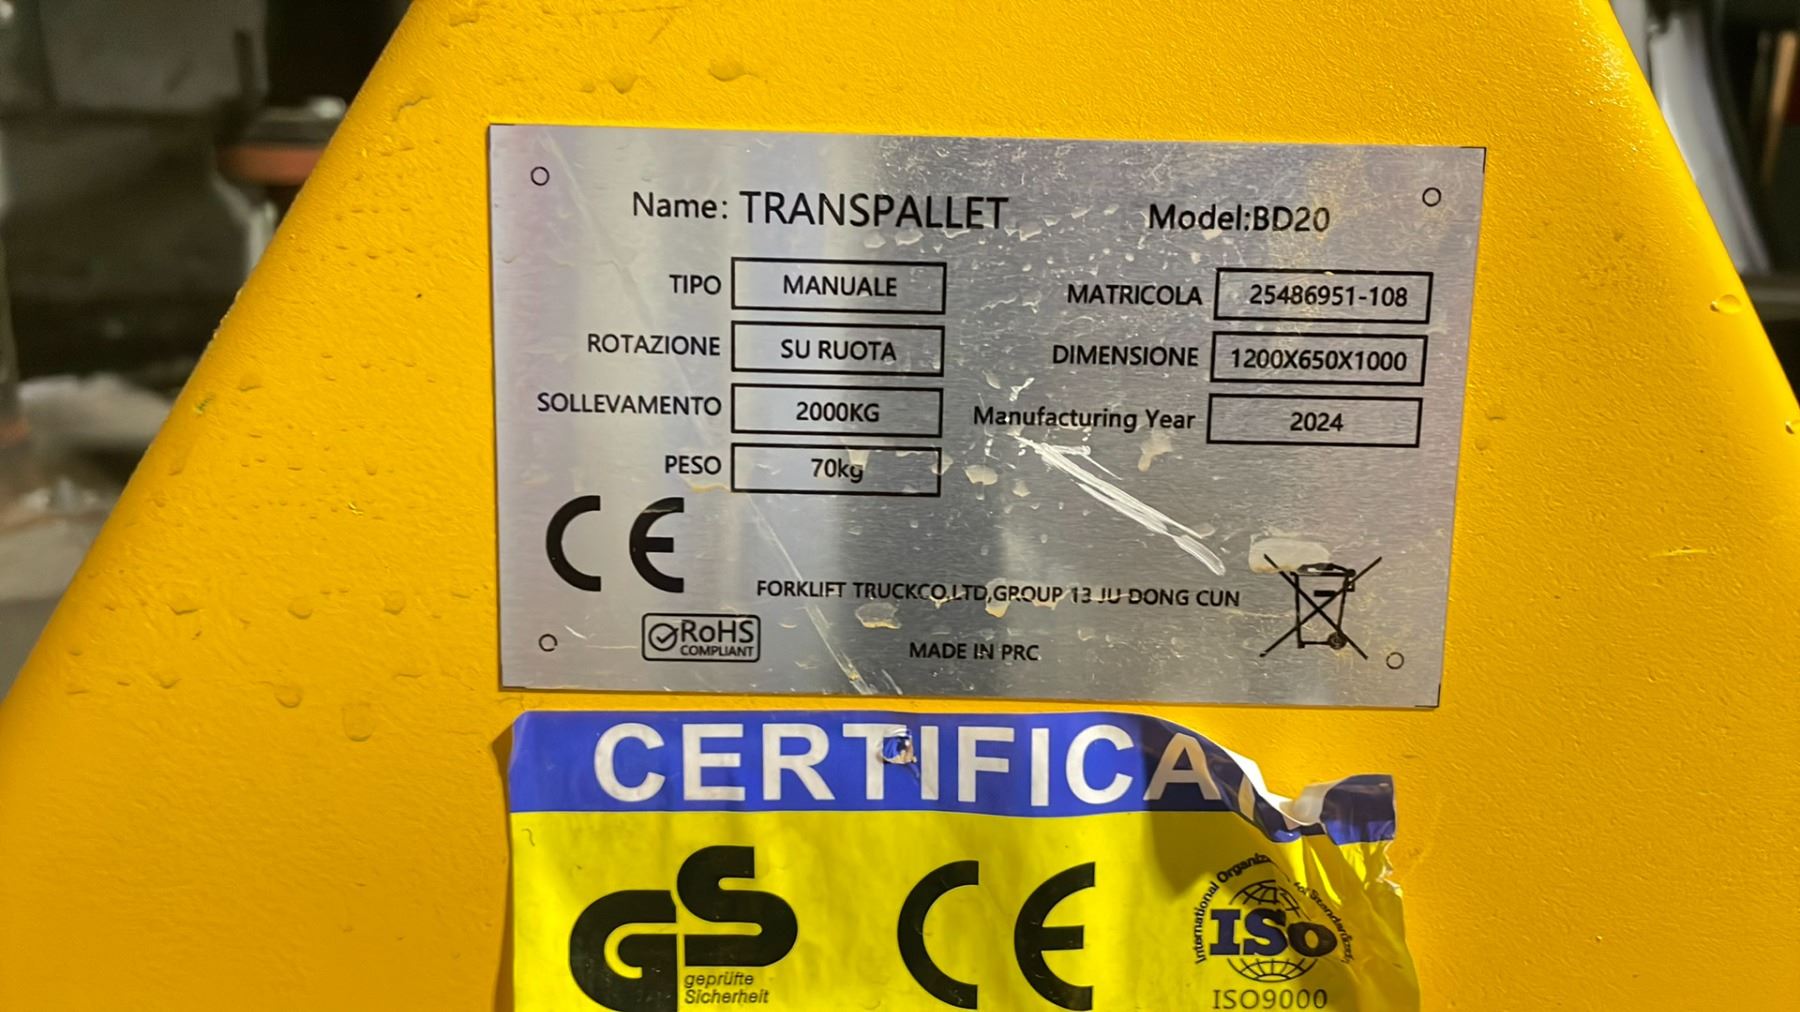 Name: TRANSPALLET Model:BD20
TIPO MANUALE MATRICOLA 25486951-108
ROTAZIONE SU RUOTA DIMENSIONE 1200X650X1000
SOLLEVAMENTO 2000KG Manufacturing Year 2024
PESO 70kg
CE
FORKLIFT TRUCKCO,LTD,GROUP 13 JU DONG CUN
RoHS
COMPLIANT
MADE IN PRC
CERTIFICA
GS
geprüfte
Sicherheit
CE
International
ISO
ISO9000